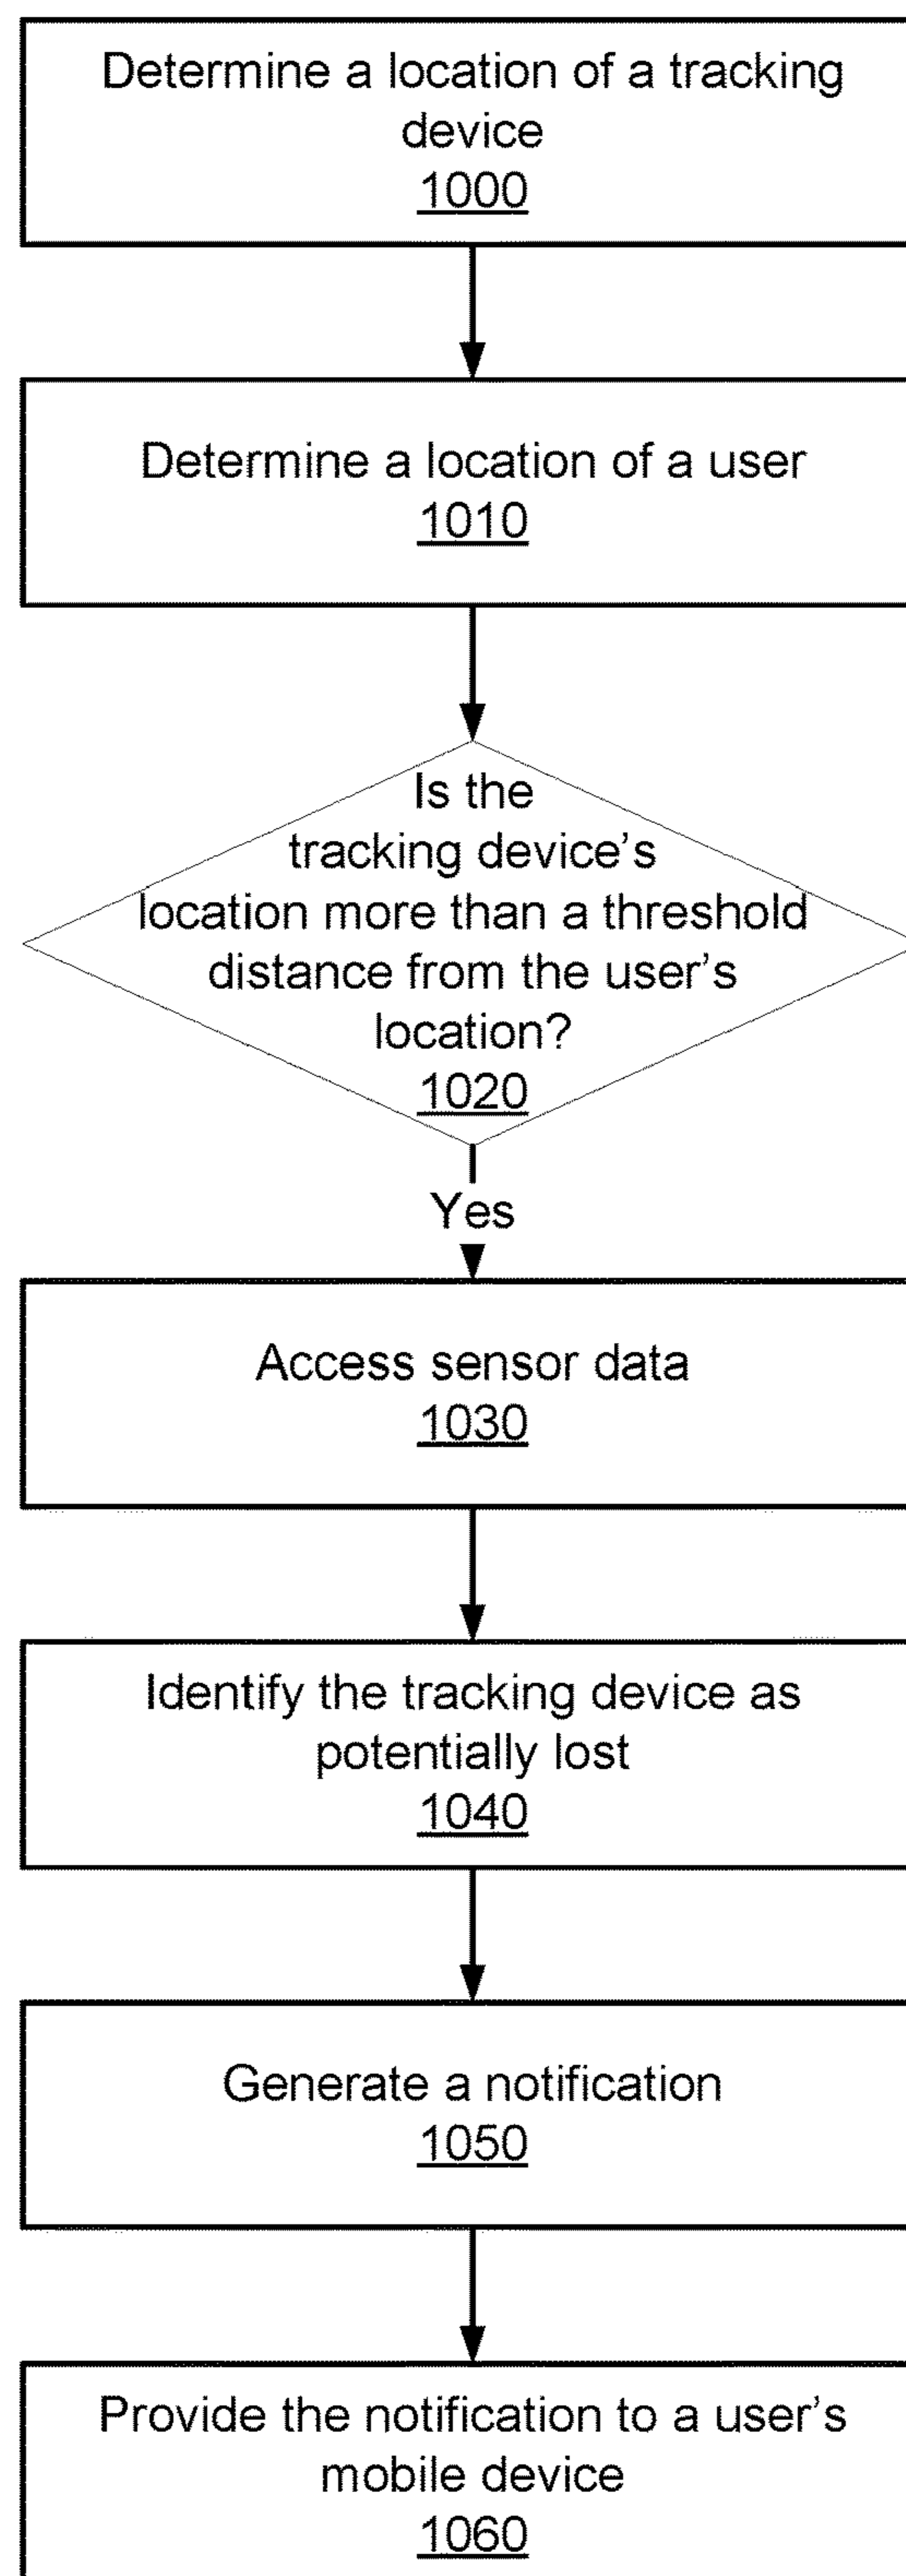 Determine a location of a tracking
device
1000
Determine a location of a user
1010
Is the
tracking device's
location more than a threshold
distance from the user's
location?
1020
Yes
Access sensor data
1030
Identify the tracking device as
potentially lost
1040
Generate a notification
1050
Provide the notification to a user's
mobile device
1060